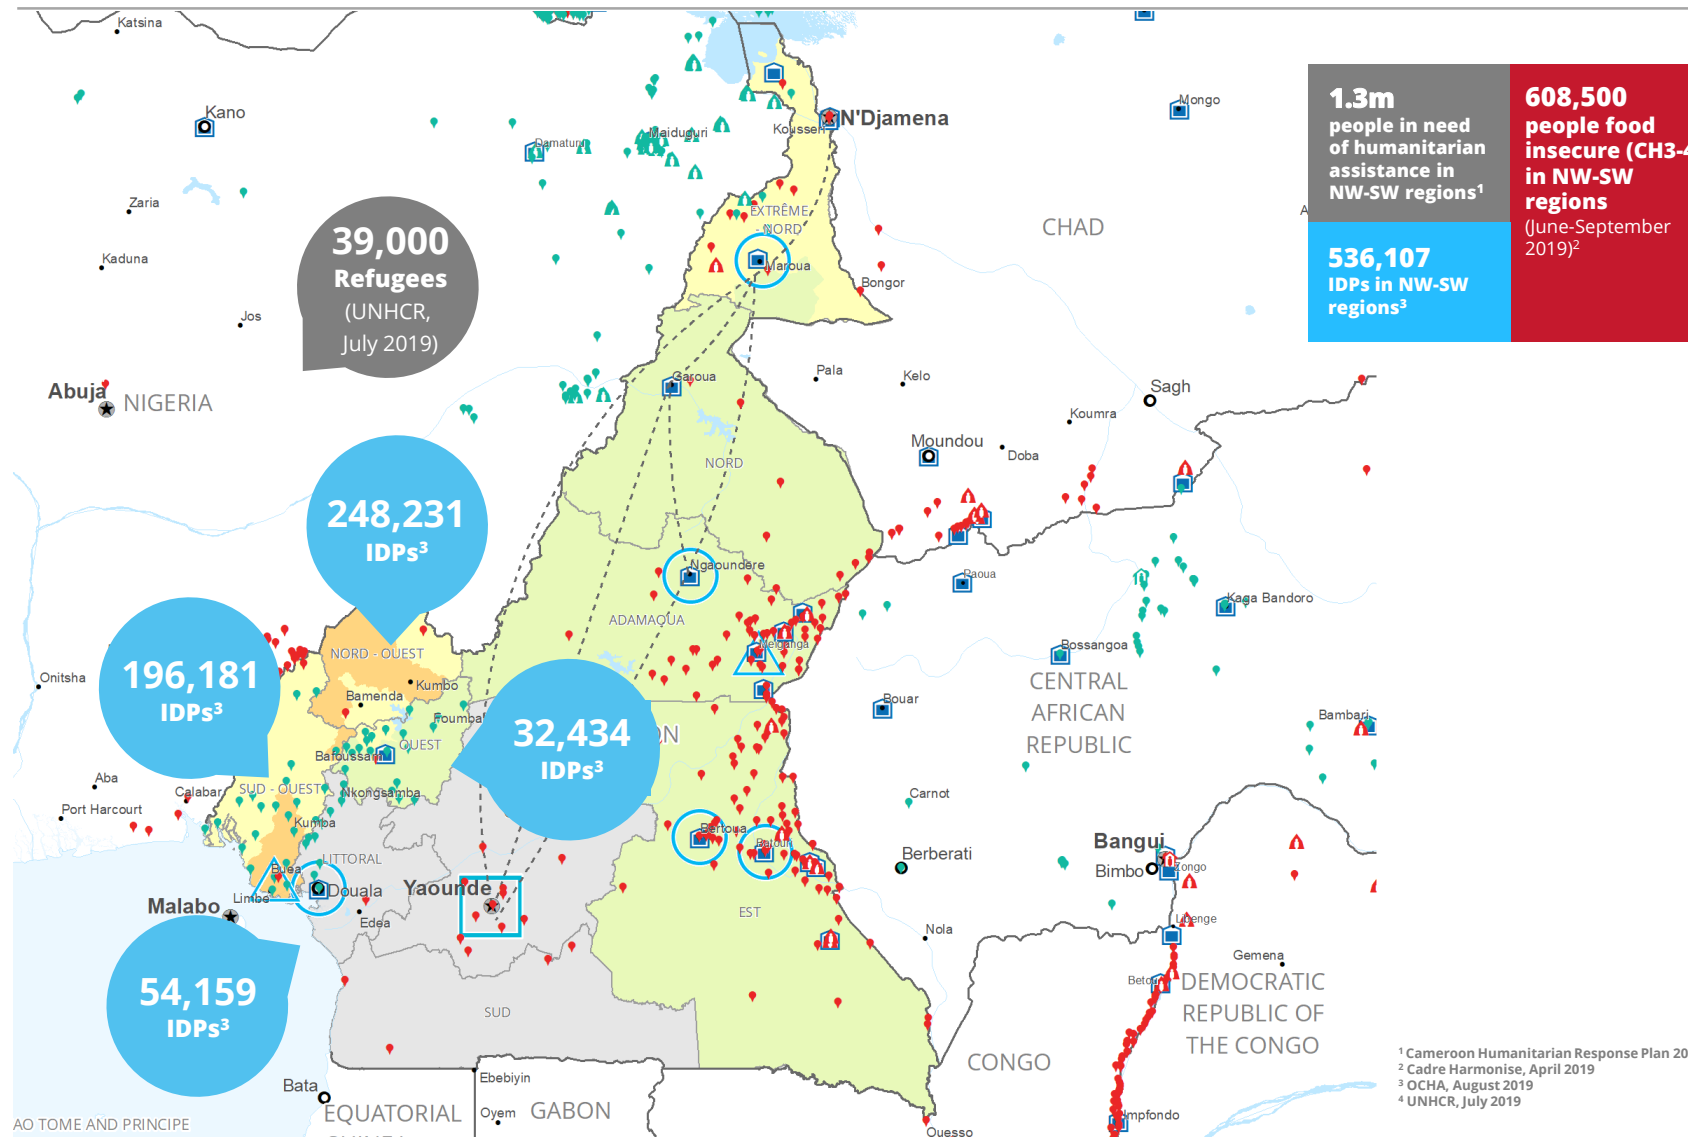 Katsina
Kano
Zaria
Kaduna
Jos
Abuja
NIGERIA
Damaturu
Maiduguri
Kousseri
N'Djamena
Mongo
CHAD
EXTRÊME
- NORD
Maroua
Bongor
1.3m
people in need
of humanitarian
assistance in
NW-SW regions¹
608,500
people food
insecure (CH3-4
in NW-SW
regions
(June-September
2019)²
536,107
IDPs in NW-SW
regions³
39,000
Refugees
(UNHCR,
July 2019)
Garoua
Pala
Kelo
Sagh
Koumra
Moundou
Doba
NORD
248,231
IDPs³
Ngaoundere
Paoua
Kaga Bandoro
ADAMAOUA
Meiganga
Bossangoa
NORD - OUEST
Kumbo
Bamenda
196,181
IDPs³
Onitsha
Foumba
OUEST
Bafoussam
32,434
IDPs³
ON
Bouar
CENTRAL
AFRICAN
REPUBLIC
Bambari
Aba
Port Harcourt
Calabar
SUD - OUEST
Nkongsamba
Kumba
Carnot
Bertoua
Batouri
Berberati
Bangui
Bimbo
Zongo
LITTORAL
Buea
Limbe
Douala
Yaounde
Edea
Malabo
EST
Nola
Libenge
Gemena
Betou
DEMOCRATIC
REPUBLIC OF
THE CONGO
54,159
IDPs³
SUD
CONGO
Bata
EQUATORIAL
Ebebiyin
Oyem
GABON
Ouesso
Impfondo
AO TOME AND PRINCIPE
¹ Cameroon Humanitarian Response Plan 20
² Cadre Harmonise, April 2019
³ OCHA, August 2019
⁴ UNHCR, July 2019